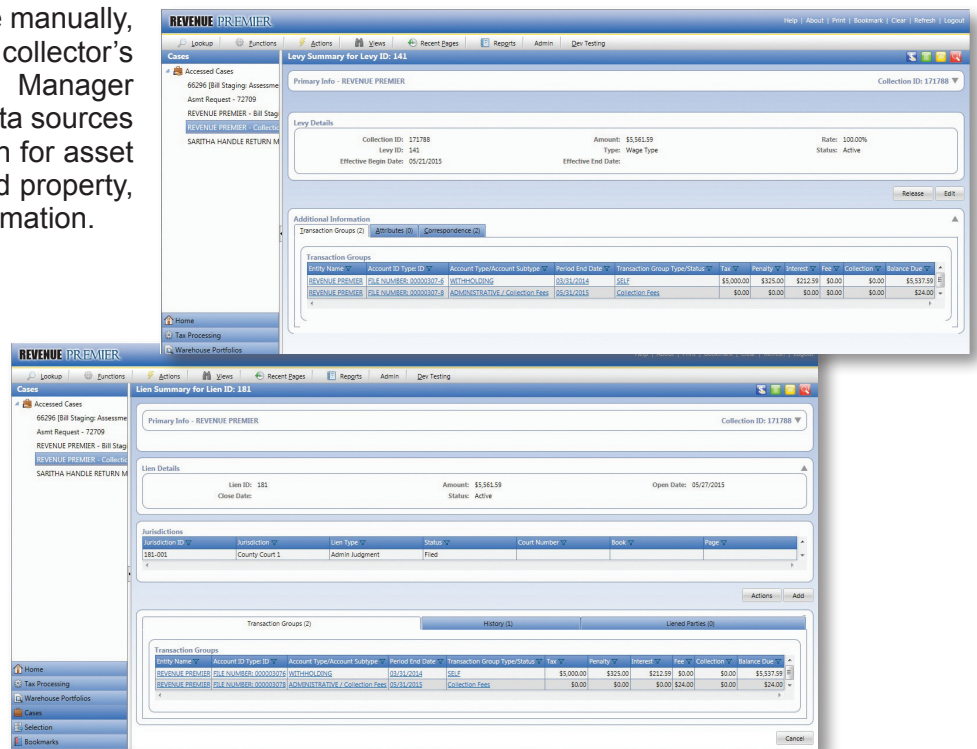 e manually,
collector's
Manager
ta sources
n for asset
d property,
rmation.
REVENUE PREMIER
Help | About | Print | Bookmark | Clear | Refresh | Logout
Lookup Functions Actions Views Recent Pages Reports Admin Dev Testing
Cases
Accessed Cases
66296 [Bill Staging: Assessme
Asmt Request - 72709
REVENUE PREMIER - Bill Stag
REVENUE PREMIER - Collectic
SARITHA HANDLE RETURN M
Home
Tax Processing
Warehouse Portfolios
Levy Summary for Levy ID: 141
Primary Info - REVENUE PREMIER Collection ID: 171788
Levy Details
Collection ID: 171788 Amount: $5,561.59 Rate: 100.00%
Levy ID: 141 Type: Wage Type Status: Active
Effective Begin Date: 05/21/2015 Effective End Date:
Release Edit
Additional Information
Transaction Groups (2) Attributes (0) Correspondence (2)
Transaction Groups
Entity Name Account ID Type: ID Account Type/Account Subtype Period End Date Transaction Group Type/Status Tax Penalty Interest Fee Collection Balance Due
REVENUE PREMIER FILE NUMBER: 00000307-6 WITHHOLDING 03/31/2014 SELF $5,000.00 $325.00 $212.59 $0.00 $0.00 $5,537.59
REVENUE PREMIER FILE NUMBER: 00000307-8 ADMINISTRATIVE / Collection Fees 05/31/2015 Collection Fees $0.00 $0.00 $0.00 $0.00 $0.00 $24.00
REVENUE PREMIER
Lookup Functions Actions Views Recent Pages Reports Admin Dev Testing
Cases
Accessed Cases
66296 [Bill Staging: Assessme
Asmt Request - 72709
REVENUE PREMIER - Bill Stag
REVENUE PREMIER - Collectic
SARITHA HANDLE RETURN M
Home
Tax Processing
Warehouse Portfolios
Cases
Selection
Bookmarks
Lien Summary for Lien ID: 181
Primary Info - REVENUE PREMIER Collection ID: 171788
Lien Details
Lien ID: 181 Amount: $5,561.59 Open Date: 05/27/2015
Close Date: Status: Active
Jurisdictions
Jurisdiction ID Jurisdiction Lien Type Status Court Number Book Page
181-001 County Court 1 Admin Judgment Filed
Actions Add
Transaction Groups (2) History (1) Liened Parties (0)
Transaction Groups
Entity Name Account ID Type: ID Account Type/Account Subtype Period End Date Transaction Group Type/Status Tax Penalty Interest Fee Collection Balance Due
REVENUE PREMIER FILE NUMBER: 000003076 WITHHOLDING 03/31/2014 SELF $5,000.00 $325.00 $212.59 $0.00 $0.00 $5,537.59
REVENUE PREMIER FILE NUMBER: 000003078 ADMINISTRATIVE / Collection Fees 05/31/2015 Collection Fees $0.00 $0.00 $0.00 $24.00 $0.00 $24.00
Cancel